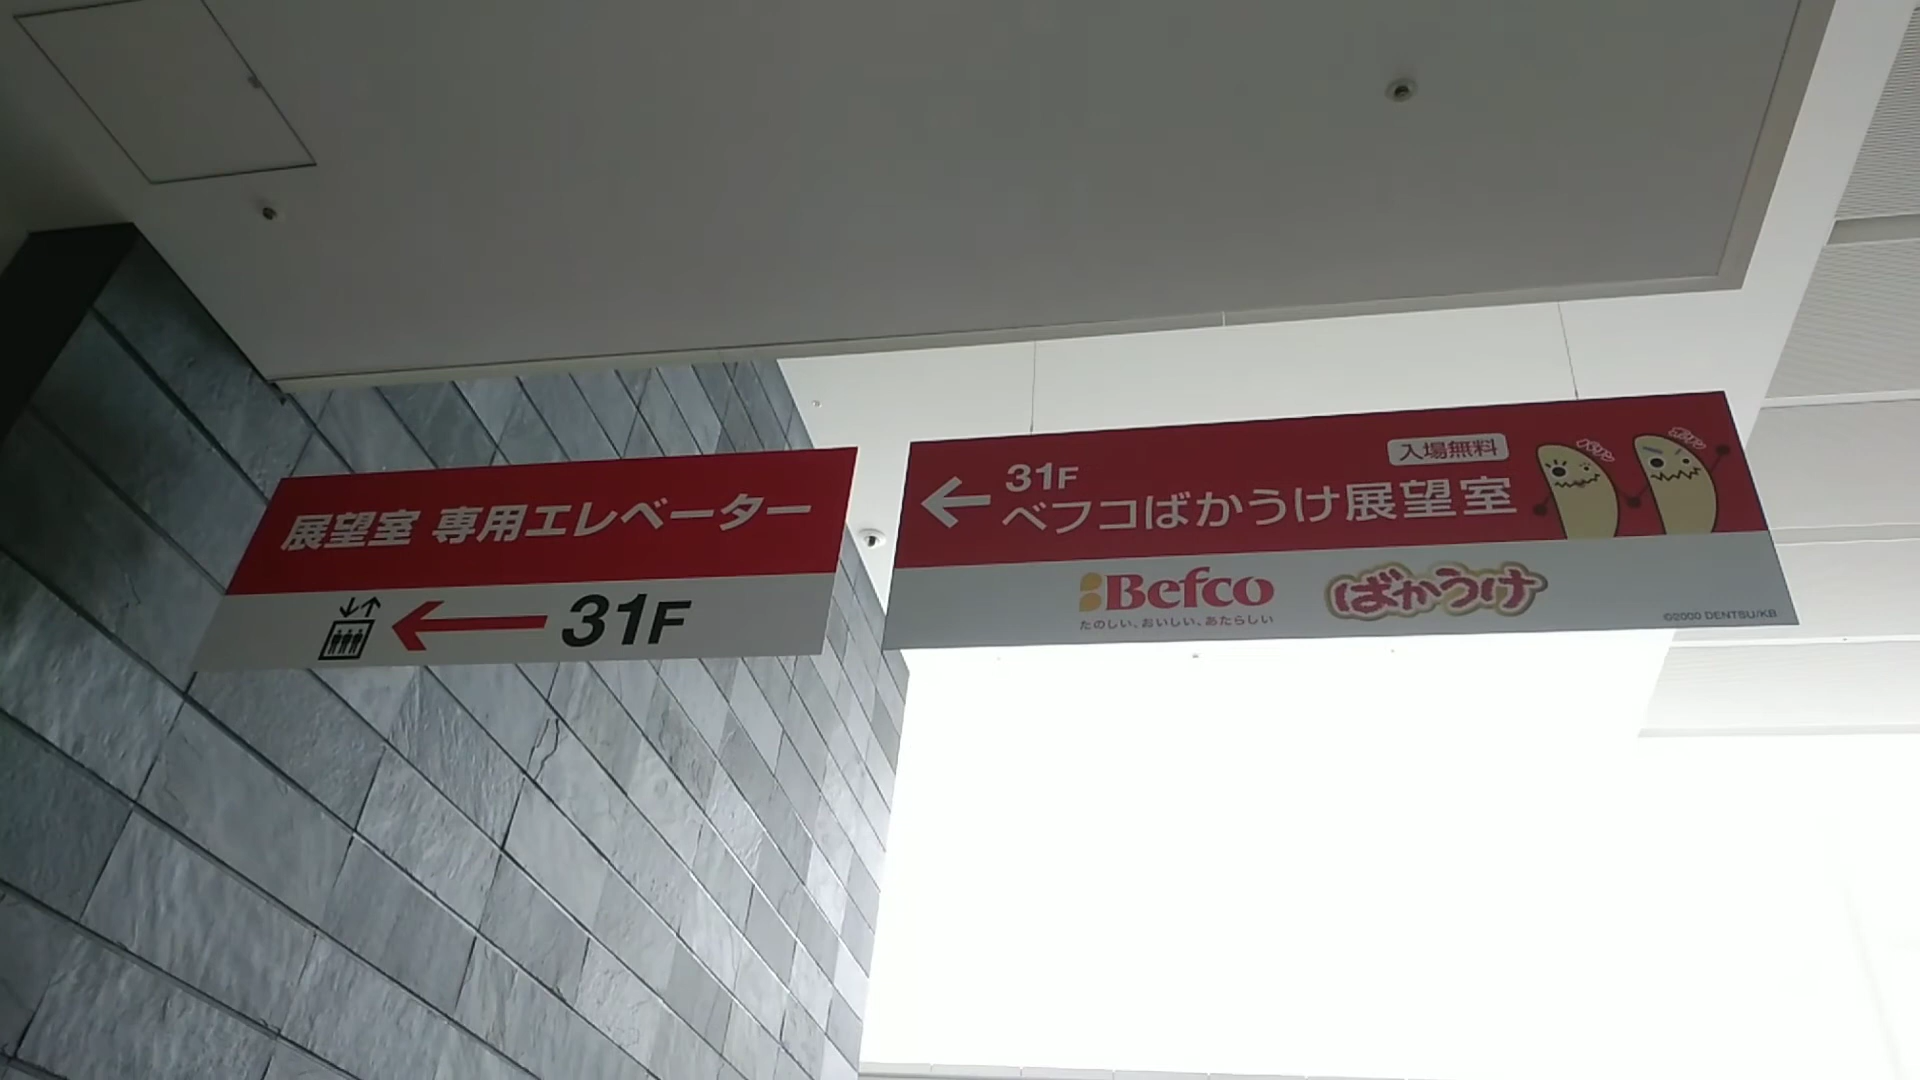 展望室 専用エレベーター
31F
入場無料
31F
ベフコばかうけ展望室
Befco
たのしい、おいしい、あたらしい
ばかうけ
©2000 DENTSU/KB